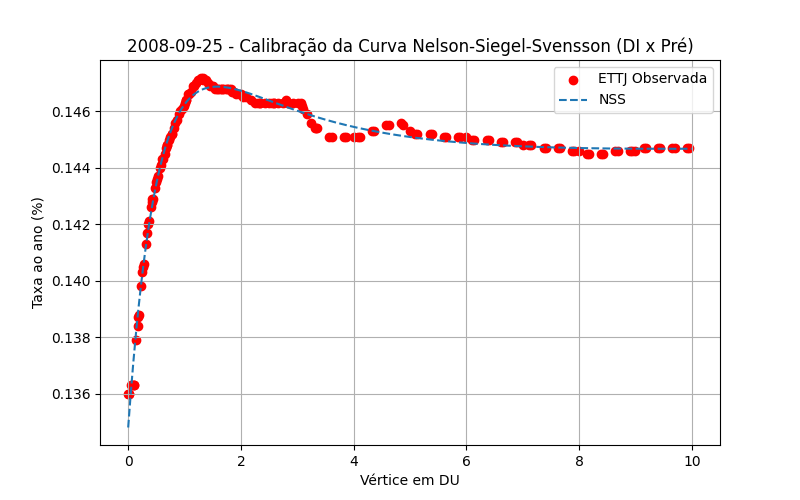 2008-09-25 - Calibração da Curva Nelson-Siegel-Svensson (DI x Pré)
ETTJ Observada
NSS
Taxa ao ano (%)
0.146
0.144
0.142
0.140
0.138
0.136
0
2
4
6
8
10
Vértice em DU